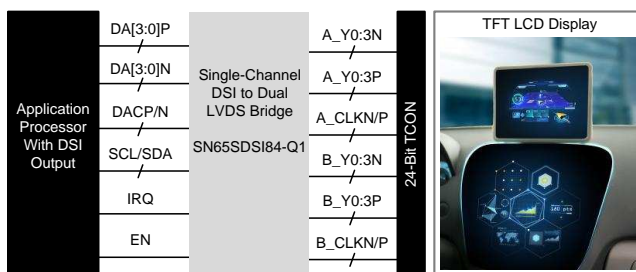 Application
Processor
With DSI
Output
DA[3:0]P
DA[3:0]N
DACP/N
SCL/SDA
IRQ
EN
Single-Channel
DSI to Dual
LVDS Bridge
SN65SDSI84-Q1
A_Y0:3N
A_Y0:3P
A_CLKN/P
B_Y0:3N
B_Y0:3P
B_CLKN/P
24-Bit TCON
TFT LCD Display